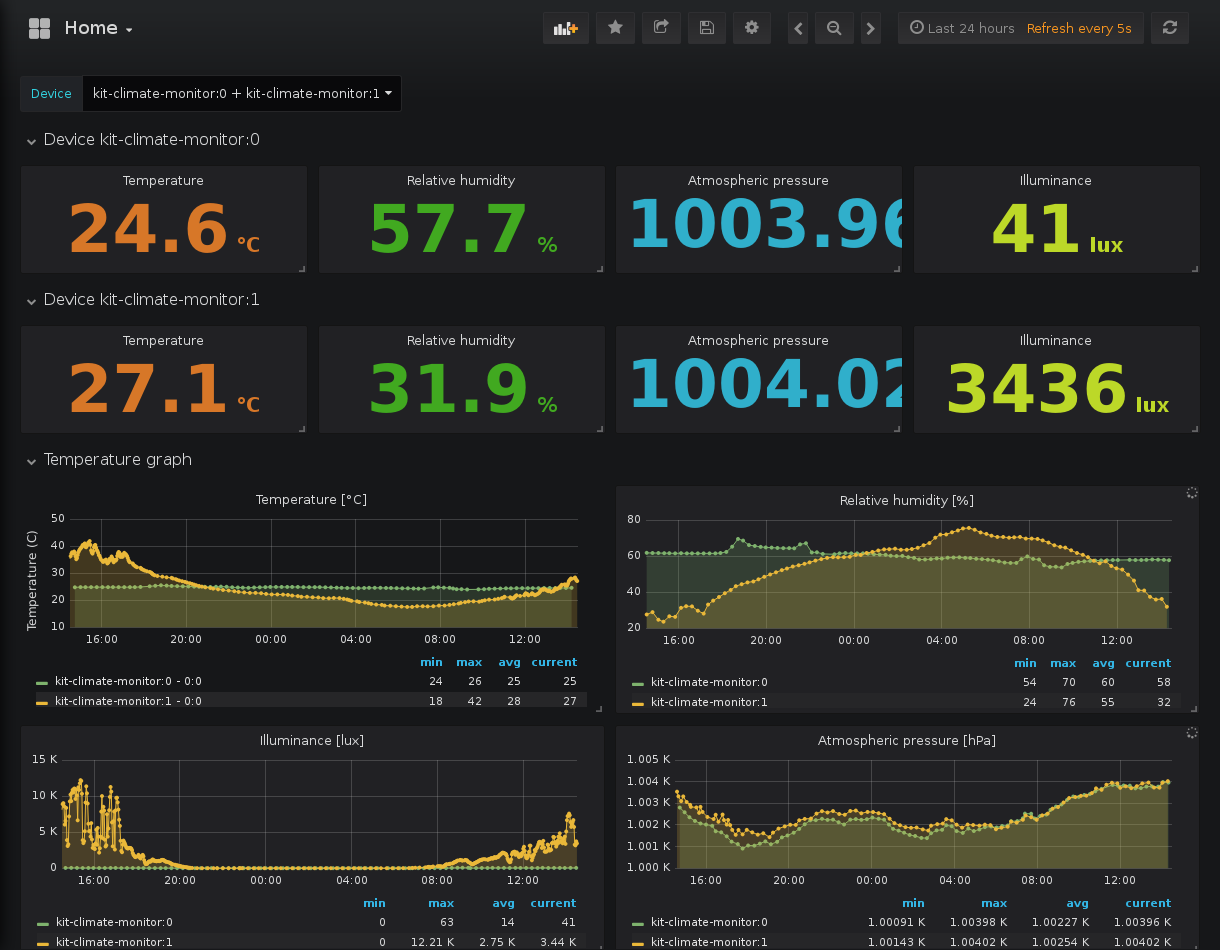 Home
Last 24 hours Refresh every 5s
Device kit-climate-monitor:0 + kit-climate-monitor:1
Device kit-climate-monitor:0
Temperature Relative humidity Atmospheric pressure Illuminance
24.6 °C 57.7 % 1003.96 41 lux
Device kit-climate-monitor:1
Temperature Relative humidity Atmospheric pressure Illuminance
27.1 °C 31.9 % 1004.02 3436 lux
Temperature graph
Temperature [°C]
Temperature (C)
50
40
30
20
10
16:00 20:00 00:00 04:00 08:00 12:00
min max avg current
kit-climate-monitor:0 - 0:0 24 26 25 25
kit-climate-monitor:1 - 0:0 18 42 28 27
Relative humidity [%]
80
60
40
20
16:00 20:00 00:00 04:00 08:00 12:00
min max avg current
kit-climate-monitor:0 54 70 60 58
kit-climate-monitor:1 24 76 55 32
Illuminance [lux]
15 K
10 K
5 K
0
16:00 20:00 00:00 04:00 08:00 12:00
min max avg current
kit-climate-monitor:0 0 63 14 41
kit-climate-monitor:1 0 12.21 K 2.75 K 3.44 K
Atmospheric pressure [hPa]
1.005 K
1.004 K
1.003 K
1.002 K
1.001 K
1.000 K
16:00 20:00 00:00 04:00 08:00 12:00
min max avg current
kit-climate-monitor:0 1.00091 K 1.00398 K 1.00227 K 1.00396 K
kit-climate-monitor:1 1.00143 K 1.00402 K 1.00254 K 1.00402 K